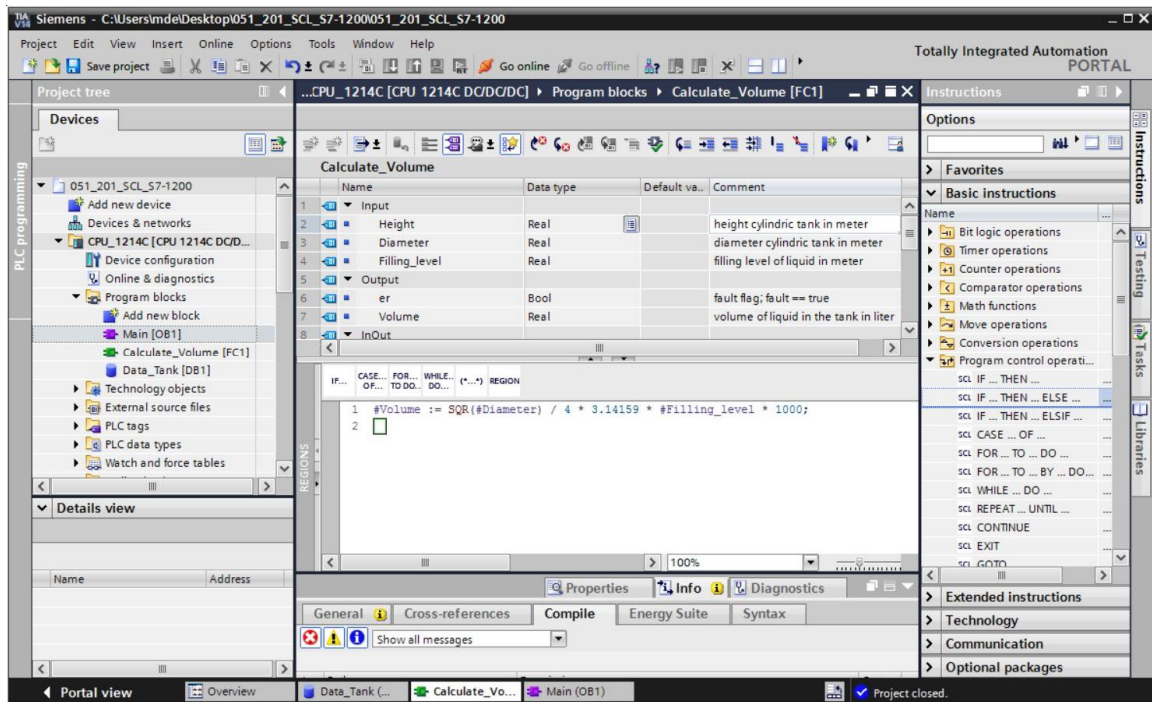 Siemens - C:\Users\mde\Desktop\051_201_SCL_S7-1200\051_201_SCL_S7-1200
Project Edit View Insert Online Options Tools Window Help
Totally Integrated Automation
PORTAL
Save project
Go online
Go offline
Project tree
Devices
PLC programming
051_201_SCL_S7-1200
Add new device
Devices & networks
CPU_1214C [CPU 1214C DC/D...
Device configuration
Online & diagnostics
Program blocks
Add new block
Main [OB1]
Calculate_Volume [FC1]
Data_Tank [DB1]
Technology objects
External source files
PLC tags
PLC data types
Watch and force tables
Details view
Name Address
...CPU_1214C [CPU 1214C DC/DC/DC] Program blocks Calculate_Volume [FC1]
Calculate_Volume
Name Data type Default va.. Comment
1 Input
2 Height Real height cylindric tank in meter
3 Diameter Real diameter cylindric tank in meter
4 Filling_level Real filling level of liquid in meter
5 Output
6 er Bool fault flag; fault == true
7 Volume Real volume of liquid in the tank in liter
8 InOut
IF... CASE... OF... FOR... TO DO.. WHILE.. DO... (*...*) REGION
1 #Volume := SQR(#Diameter) / 4 * 3.14159 * #Filling_level * 1000;
2
REGIONS
100%
Properties Info Diagnostics
General Cross-references Compile Energy Suite Syntax
Show all messages
Instructions
Options
Favorites
Basic instructions
Name ...
Bit logic operations
Timer operations
Counter operations
Comparator operations
Math functions
Move operations
Conversion operations
Program control operati...
SCL IF ... THEN ... ...
SCL IF ... THEN ... ELSE ... ...
SCL IF ... THEN ... ELSIF ... ...
SCL CASE ... OF ... ...
SCL FOR ... TO ... DO ... ...
SCL FOR ... TO ... BY ... DO... ...
SCL WHILE ... DO ... ...
SCL REPEAT ... UNTIL ... ...
SCL CONTINUE ...
SCL EXIT ...
SCL GOTO
Extended instructions
Technology
Communication
Optional packages
Instructions
Testing
Tasks
Libraries
Portal view
Overview
Data_Tank (...
Calculate_Vo...
Main (OB1)
Project closed.